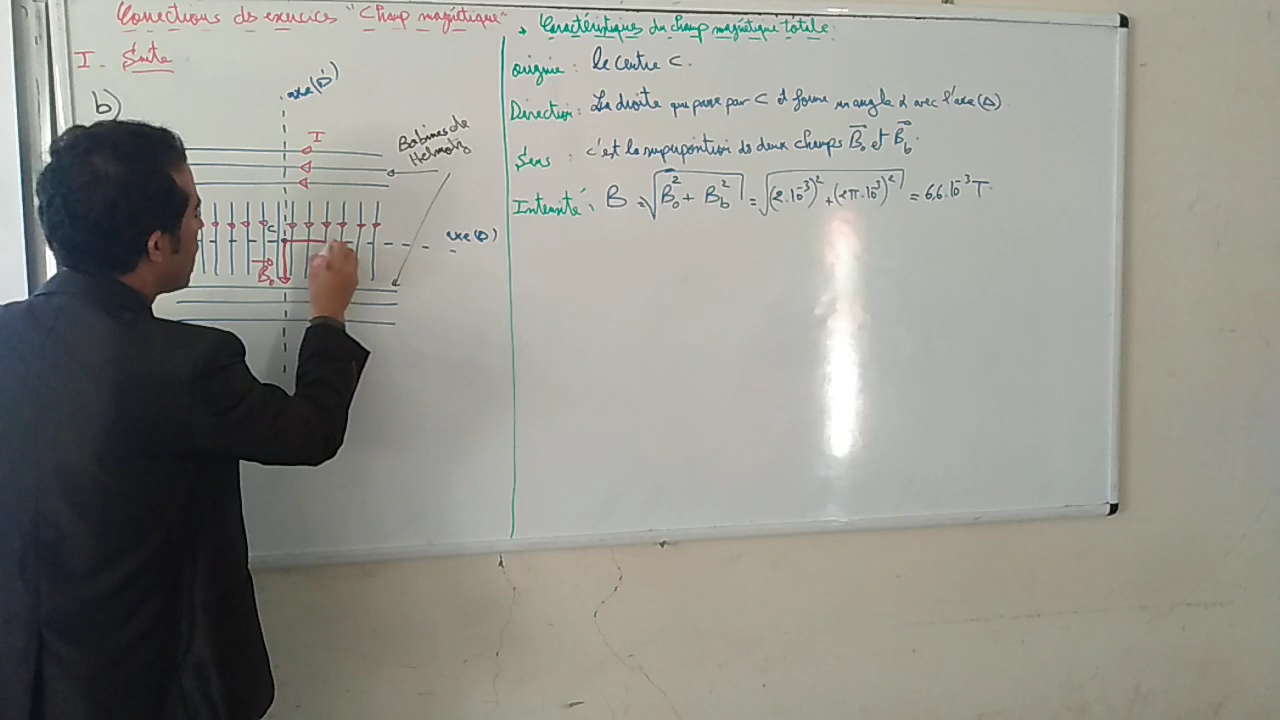 Corrections des exercices "Champ magnétique"
I - Suite
b)
axe(D')
I
Bobines de
Helmotz
C
B₀
axe(D)
* Caractéristiques du champ magnétique totale:
origine : le centre C.
Direction: La droite qui passe par C et forme un angle α avec l'axe (Δ)
Sens : c'est la superposition de deux champs B₀ et B_b.
Intensité: B = √(B₀² + B_b²) = √((2.10⁻³)² + (2π.10⁻³)²) = 6,6.10⁻³ T.